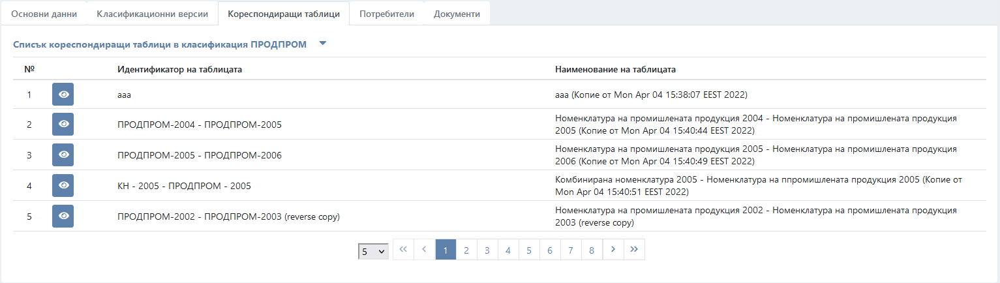 Основни данни Класификационни версии Кореспондиращи таблици Потребители Документи
Списък кореспондиращи таблици в класификация ПРОДПРОМ
№ Идентификатор на таблицата Наименование на таблицата
1 aaa aaa (Копие от Mon Apr 04 15:38:07 EEST 2022)
2 ПРОДПРОМ-2004 - ПРОДПРОМ-2005 Номенклатура на промишлената продукция 2004 - Номенклатура на промишлената продукция
2005 (Копие от Mon Apr 04 15:40:44 EEST 2022)
3 ПРОДПРОМ-2005 - ПРОДПРОМ-2006 Номенклатура на промишлената продукция 2005 - Номенклатура на промишлената продукция
2006 (Копие от Mon Apr 04 15:40:49 EEST 2022)
4 КН - 2005 - ПРОДПРОМ - 2005 Комбинирана номенклатура 2005 - Номенклатура на ппромишлената продукция 2005 (Копие от
Mon Apr 04 15:40:51 EEST 2022)
5 ПРОДПРОМ-2002 - ПРОДПРОМ-2003 (reverse copy) Номенклатура на промишлената продукция 2002 - Номенклатура на промишлената продукция
2003 (reverse copy)
5 1 2 3 4 5 6 7 8